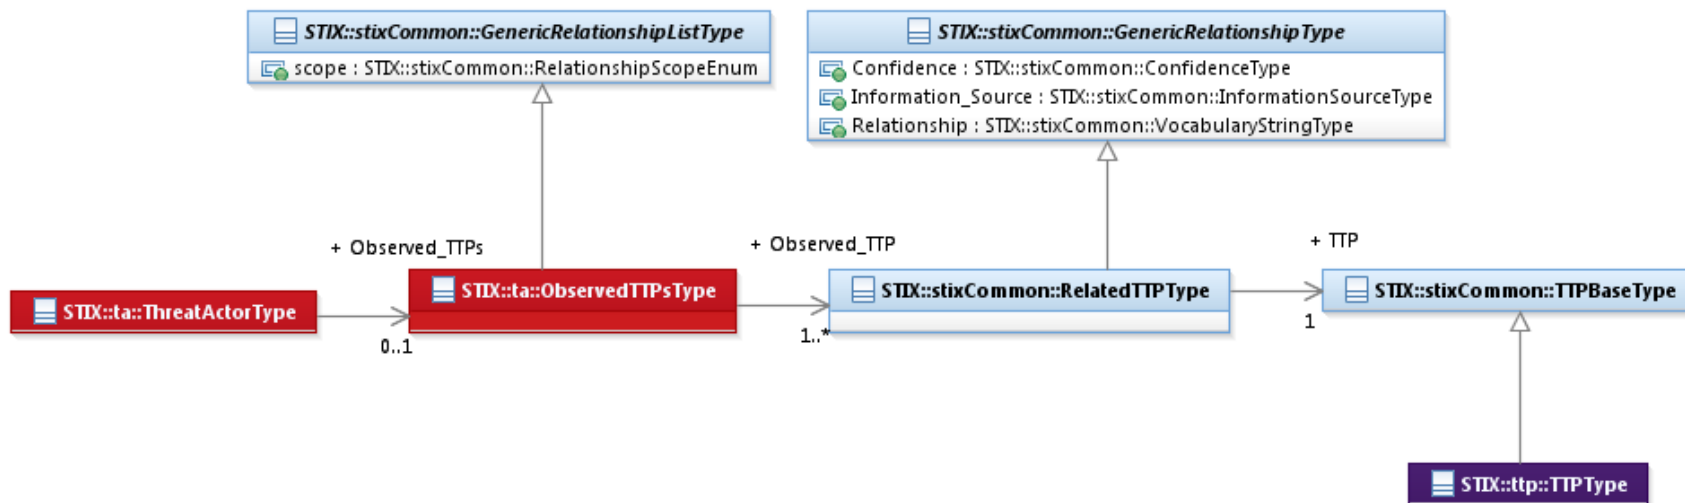 STIX::stixCommon::GenericRelationshipListType
scope : STIX::stixCommon::RelationshipScopeEnum
STIX::stixCommon::GenericRelationshipType
Confidence : STIX::stixCommon::ConfidenceType
Information_Source : STIX::stixCommon::InformationSourceType
Relationship : STIX::stixCommon::VocabularyStringType
+ Observed_TTPs
+ Observed_TTP
+ TTP
STIX::ta::ThreatActorType
STIX::ta::ObservedTTPsType
STIX::stixCommon::RelatedTTPType
STIX::stixCommon::TTPBaseType
0..1
1..*
1
STIX::ttp::TTPType